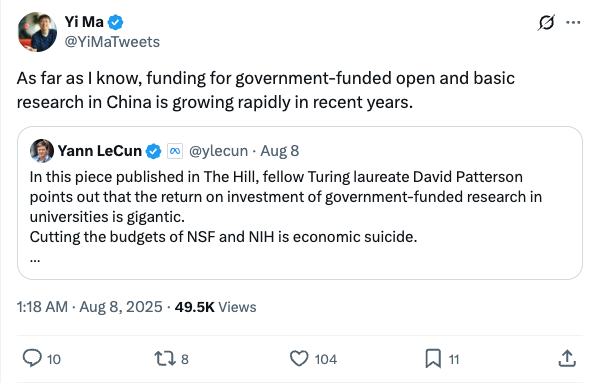 Yi Ma
@YiMaTweets
As far as I know, funding for government-funded open and basic
research in China is growing rapidly in recent years.
Yann LeCun @ylecun · Aug 8
In this piece published in The Hill, fellow Turing laureate David Patterson
points out that the return on investment of government-funded research in
universities is gigantic.
Cutting the budgets of NSF and NIH is economic suicide.
...
1:18 AM · Aug 8, 2025 · 49.5K Views
10 8 104 11